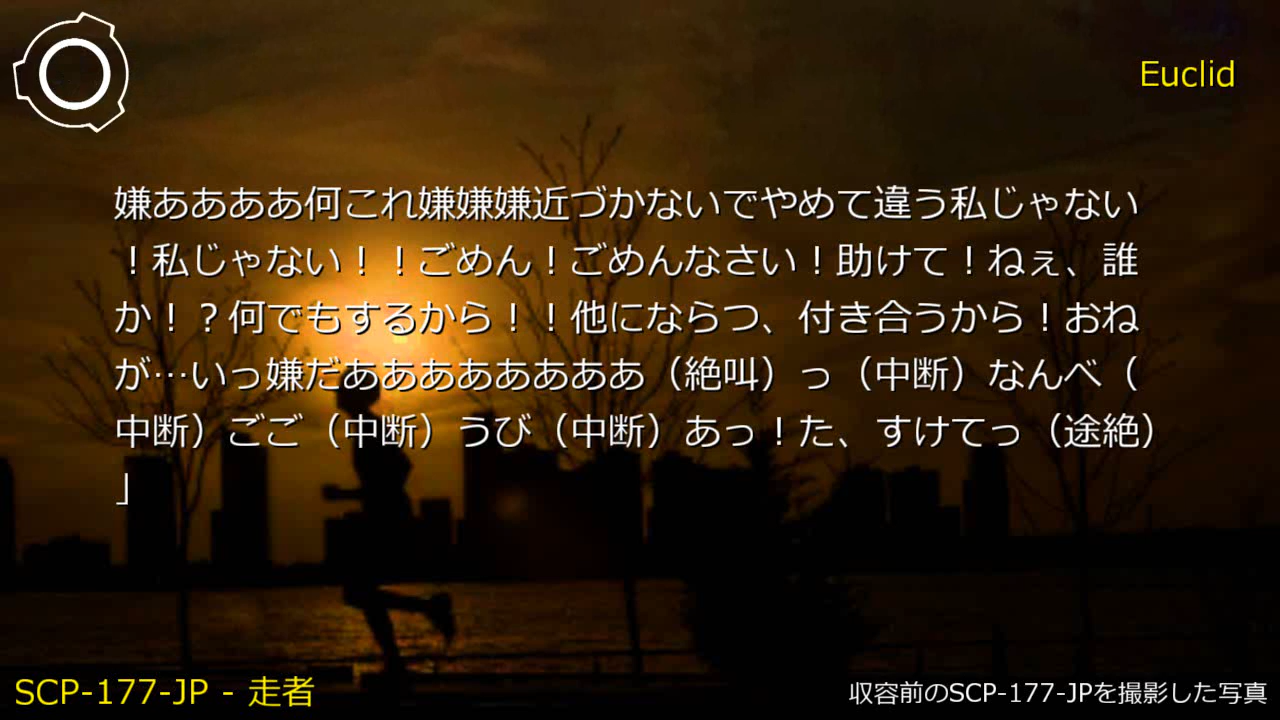 Euclid
嫌ああああ何これ嫌嫌嫌近づかないでやめて違う私じゃない
！私じゃない！！ごめん！ごめんなさい！助けて！ねぇ、誰
か！？何でもするから！！他にならつ、付き合うから！おね
が…いっ嫌だああああああああ（絶叫）っ（中断）なんべ（
中断）ごご（中断）うび（中断）あっ！た、すけてっ（途絶）
」
SCP-177-JP - 走者
収容前のSCP-177-JPを撮影した写真